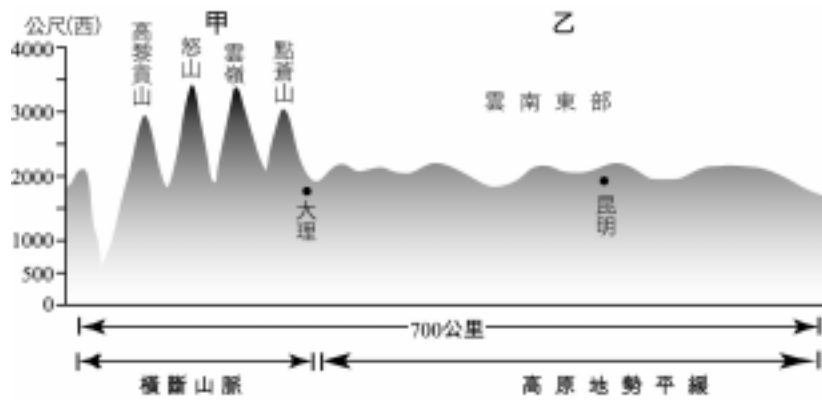 公尺(西)
甲
乙
4000
3000
2000
1000
500
0
高黎貢山
怒山
雲嶺
點蒼山
雲南東部
大理
昆明
700公里
橫斷山脈
高原地勢平緩